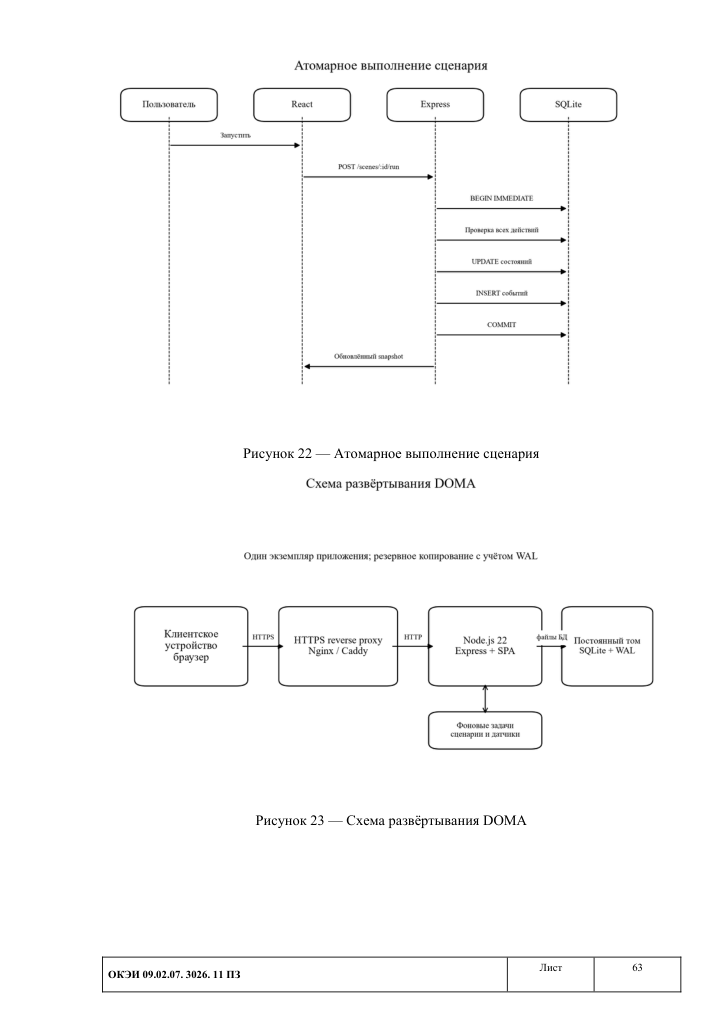 Атомарное выполнение сценария
Пользователь
React
Express
SQLite
Запустить
POST /scenes/:id/run
BEGIN IMMEDIATE
Проверка всех действий
UPDATE состояний
INSERT событий
COMMIT
Обновлённый snapshot
Рисунок 22 — Атомарное выполнение сценария
Схема развёртывания DOMA
Один экземпляр приложения; резервное копирование с учётом WAL
Клиентское
устройство
браузер
HTTPS
HTTPS reverse proxy
Nginx / Caddy
HTTP
Node.js 22
Express + SPA
файлы БД
Постоянный том
SQLite + WAL
Фоновые задачи
сценарии и датчики
Рисунок 23 — Схема развёртывания DOMA
ОКЭИ 09.02.07. 3026. 11 ПЗ
Лист
63